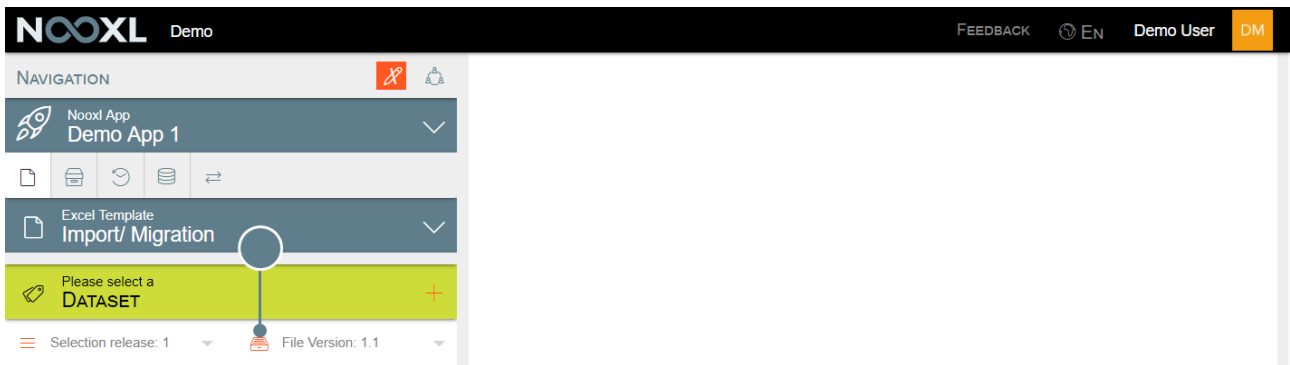 NOOXL Demo FEEDBACK EN Demo User DM
NAVIGATION
Nooxl App
Demo App 1
Excel Template
Import/ Migration
Please select a
DATASET
Selection release: 1 File Version: 1.1